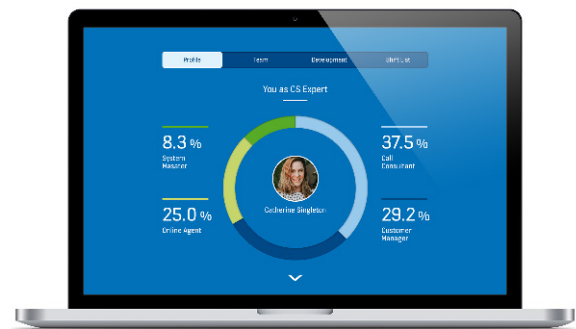 Profile
Team
Development
Shift List
You as CS Expert
8.3 %
System
Manager
37.5 %
Call
Consultant
Catherine Singleton
25.0 %
Online Agent
29.2 %
Customer
Manager